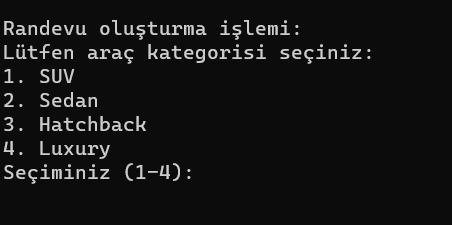 Randevu oluşturma işlemi:
Lütfen araç kategorisi seçiniz:
1. SUV
2. Sedan
3. Hatchback
4. Luxury
Seçiminiz (1-4):